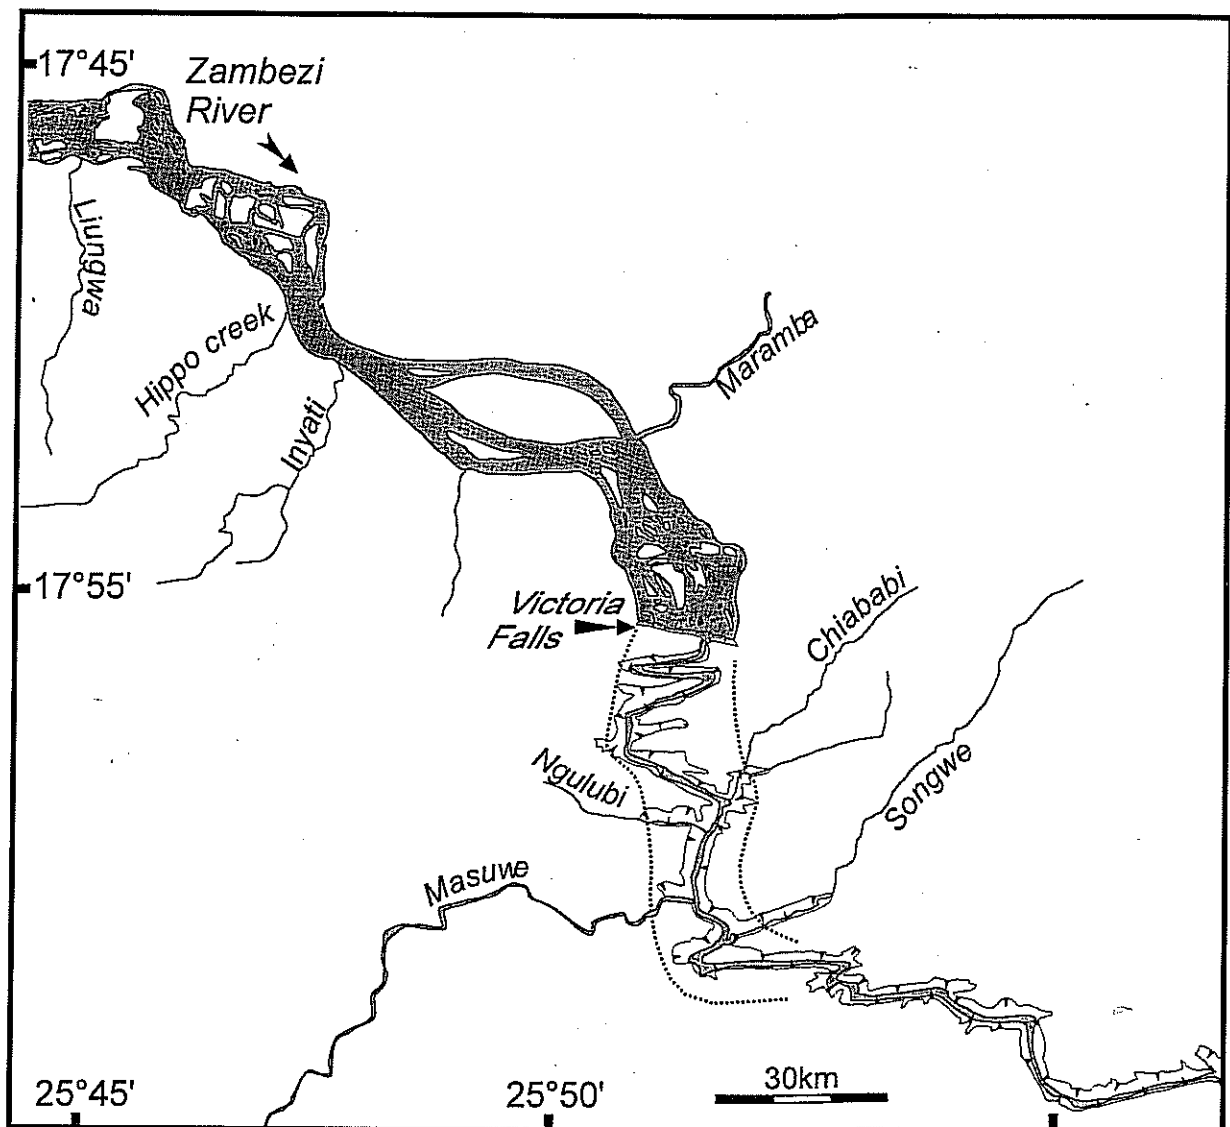 17°45'
Zambezi
River
Liungwa
Hippo creek
Inyati
Maramba
17°55'
Victoria
Falls
Chiababi
Ngulubi
Songwe
Masuwe
25°45'
25°50'
30km